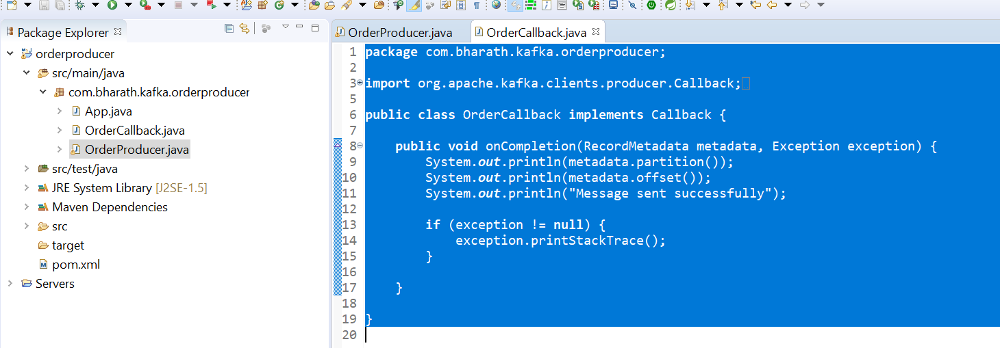 Package Explorer
orderproducer
src/main/java
com.bharath.kafka.orderproducer
App.java
OrderCallback.java
OrderProducer.java
src/test/java
JRE System Library [J2SE-1.5]
Maven Dependencies
src
target
pom.xml
Servers
OrderProducer.java
OrderCallback.java
1 package com.bharath.kafka.orderproducer;
2
3 import org.apache.kafka.clients.producer.Callback;
5
6 public class OrderCallback implements Callback {
7
8 public void onCompletion(RecordMetadata metadata, Exception exception) {
9 System.out.println(metadata.partition());
10 System.out.println(metadata.offset());
11 System.out.println("Message sent successfully");
12
13 if (exception != null) {
14 exception.printStackTrace();
15 }
16
17 }
18
19 }
20